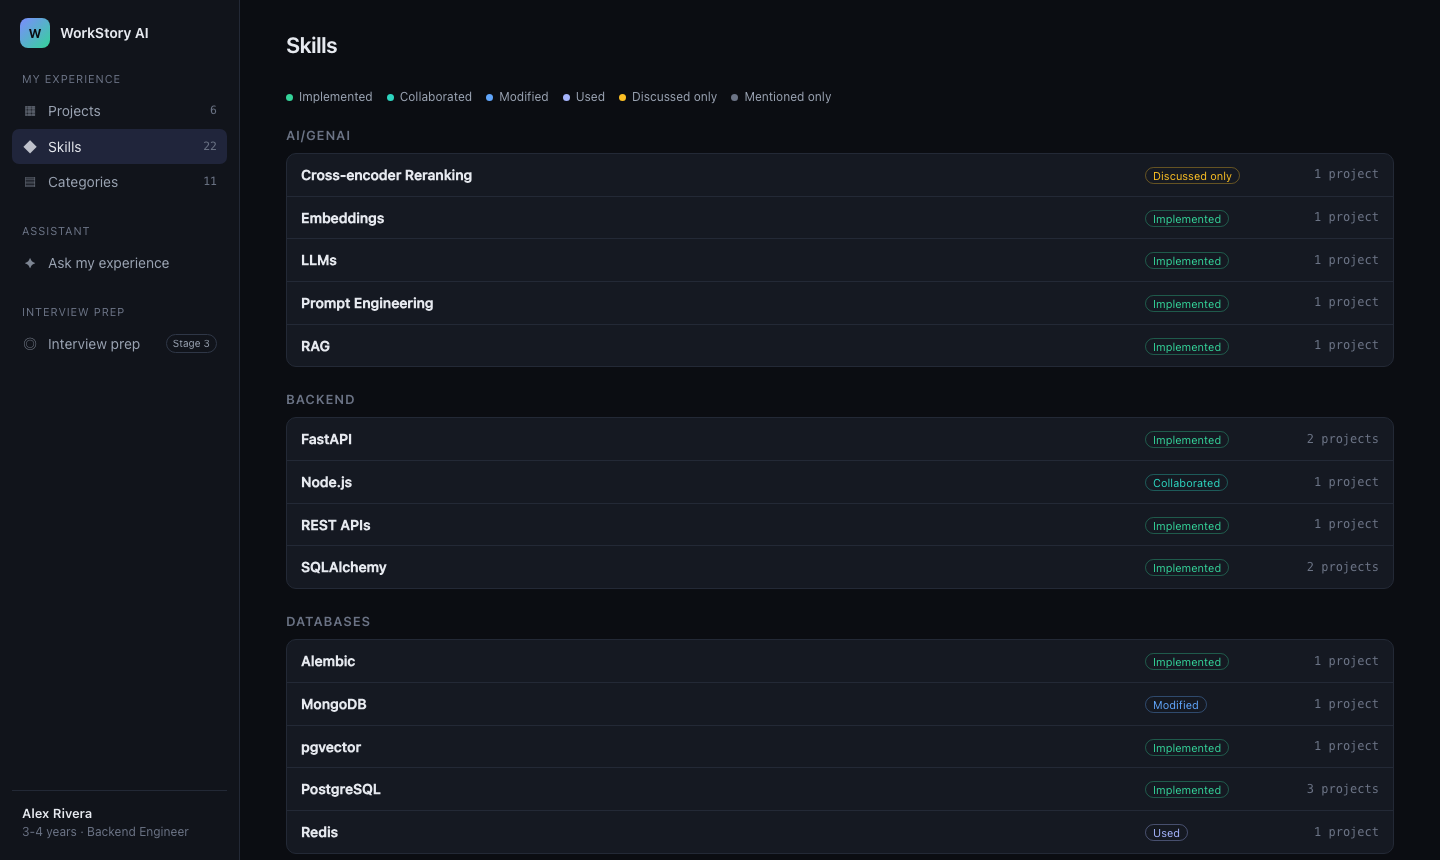 W WorkStory AI
MY EXPERIENCE
Projects 6
Skills 22
Categories 11
ASSISTANT
Ask my experience
INTERVIEW PREP
Interview prep Stage 3
Alex Rivera
3-4 years · Backend Engineer
Skills
Implemented Collaborated Modified Used Discussed only Mentioned only
AI/GENAI
Cross-encoder Reranking Discussed only 1 project
Embeddings Implemented 1 project
LLMs Implemented 1 project
Prompt Engineering Implemented 1 project
RAG Implemented 1 project
BACKEND
FastAPI Implemented 2 projects
Node.js Collaborated 1 project
REST APIs Implemented 1 project
SQLAlchemy Implemented 2 projects
DATABASES
Alembic Implemented 1 project
MongoDB Modified 1 project
pgvector Implemented 1 project
PostgreSQL Implemented 3 projects
Redis Used 1 project